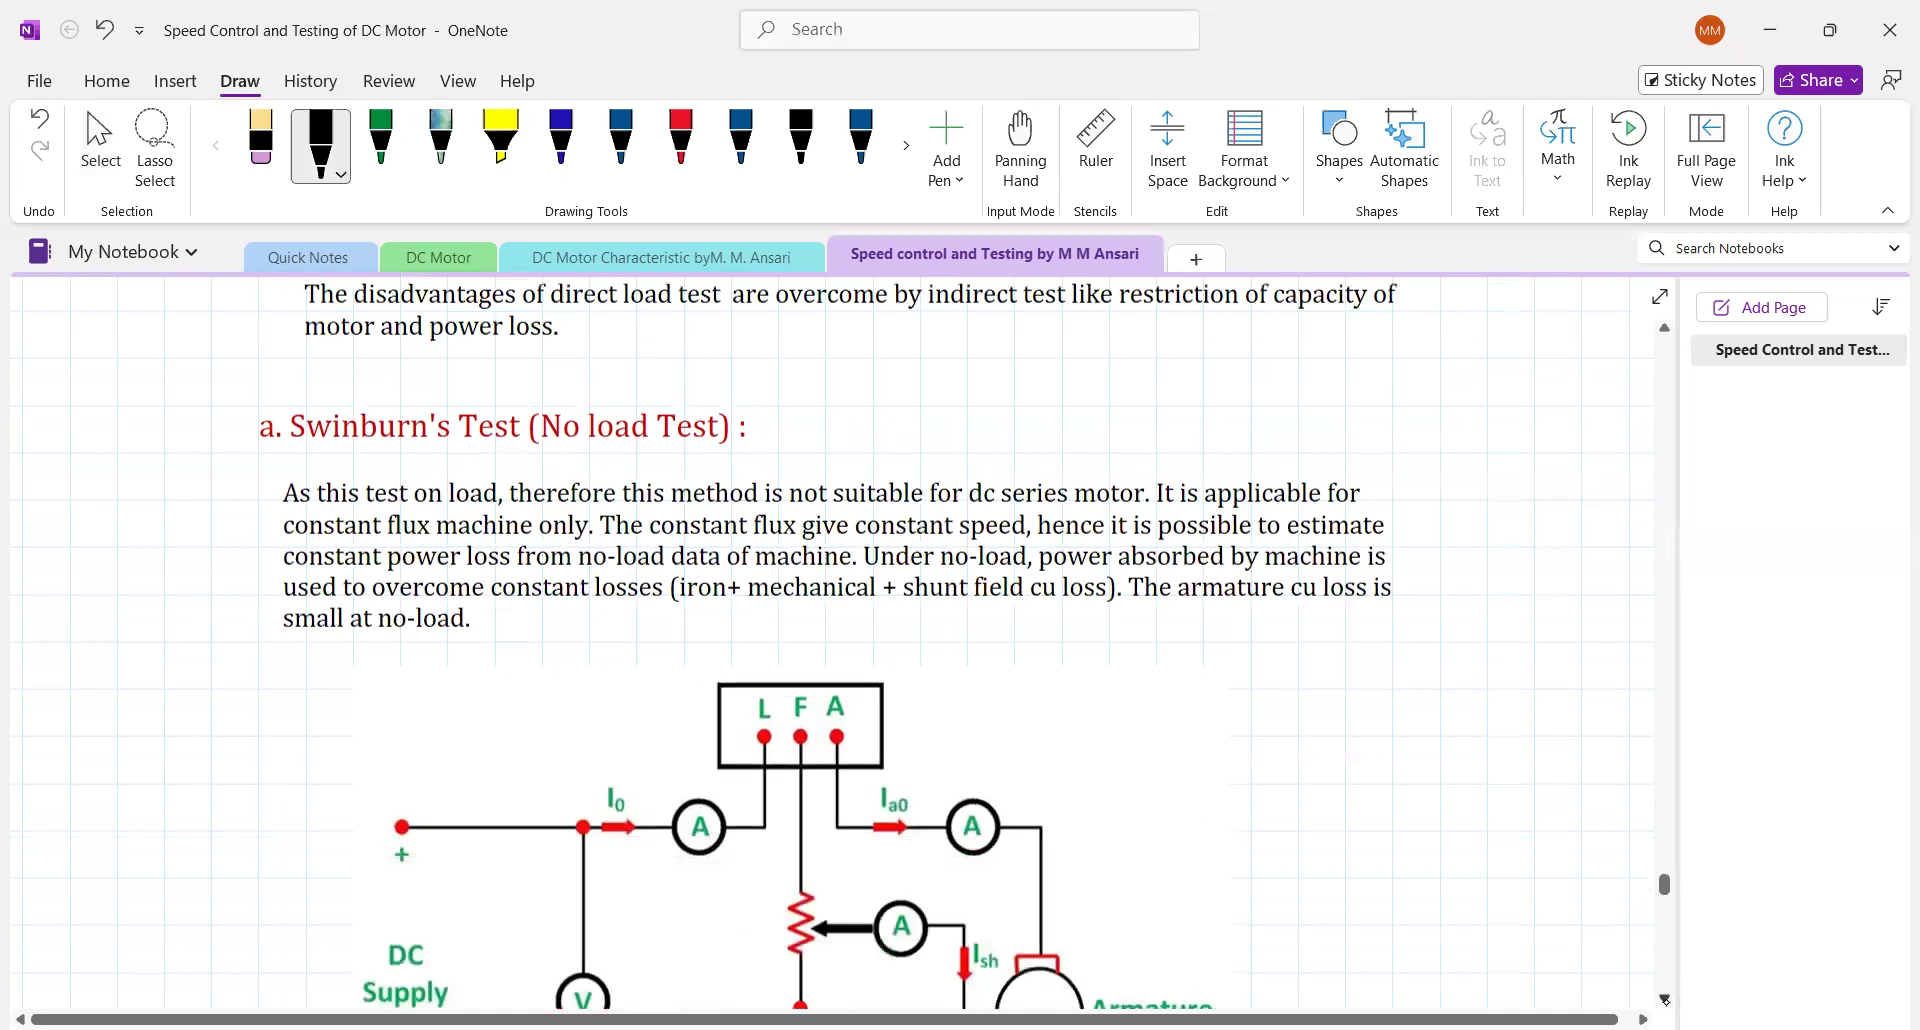 Speed Control and Testing of DC Motor - OneNote
Search
MM
File Home Insert Draw History Review View Help
Sticky Notes
Share
Select
Lasso Select
Add Pen
Panning Hand
Ruler
Insert Space
Format Background
Shapes
Automatic Shapes
Ink to Text
Math
Ink Replay
Full Page View
Ink Help
Undo Selection Drawing Tools Input Mode Stencils Edit Shapes Text Replay Mode Help
My Notebook
Quick Notes
DC Motor
DC Motor Characteristic byM. M. Ansari
Speed control and Testing by M M Ansari
Search Notebooks
Add Page
Speed Control and Test...
The disadvantages of direct load test are overcome by indirect test like restriction of capacity of
motor and power loss.
a. Swinburn's Test (No load Test) :
As this test on load, therefore this method is not suitable for dc series motor. It is applicable for
constant flux machine only. The constant flux give constant speed, hence it is possible to estimate
constant power loss from no-load data of machine. Under no-load, power absorbed by machine is
used to overcome constant losses (iron+ mechanical + shunt field cu loss). The armature cu loss is
small at no-load.
L F A
I0
A
Ia0
A
+
A
Ish
DC
Supply
V
Armature